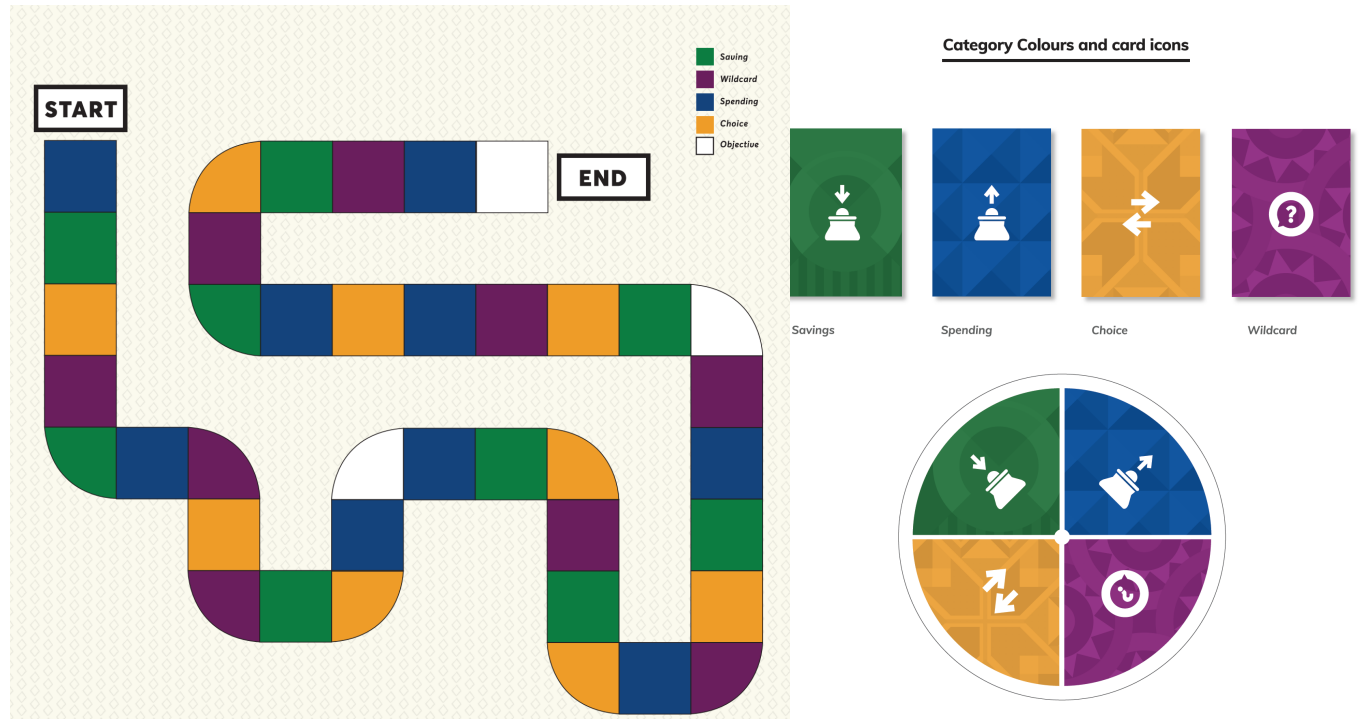 START
END
Saving
Wildcard
Spending
Choice
Objective
Category Colours and card icons
?
Savings
Spending
Choice
Wildcard
?